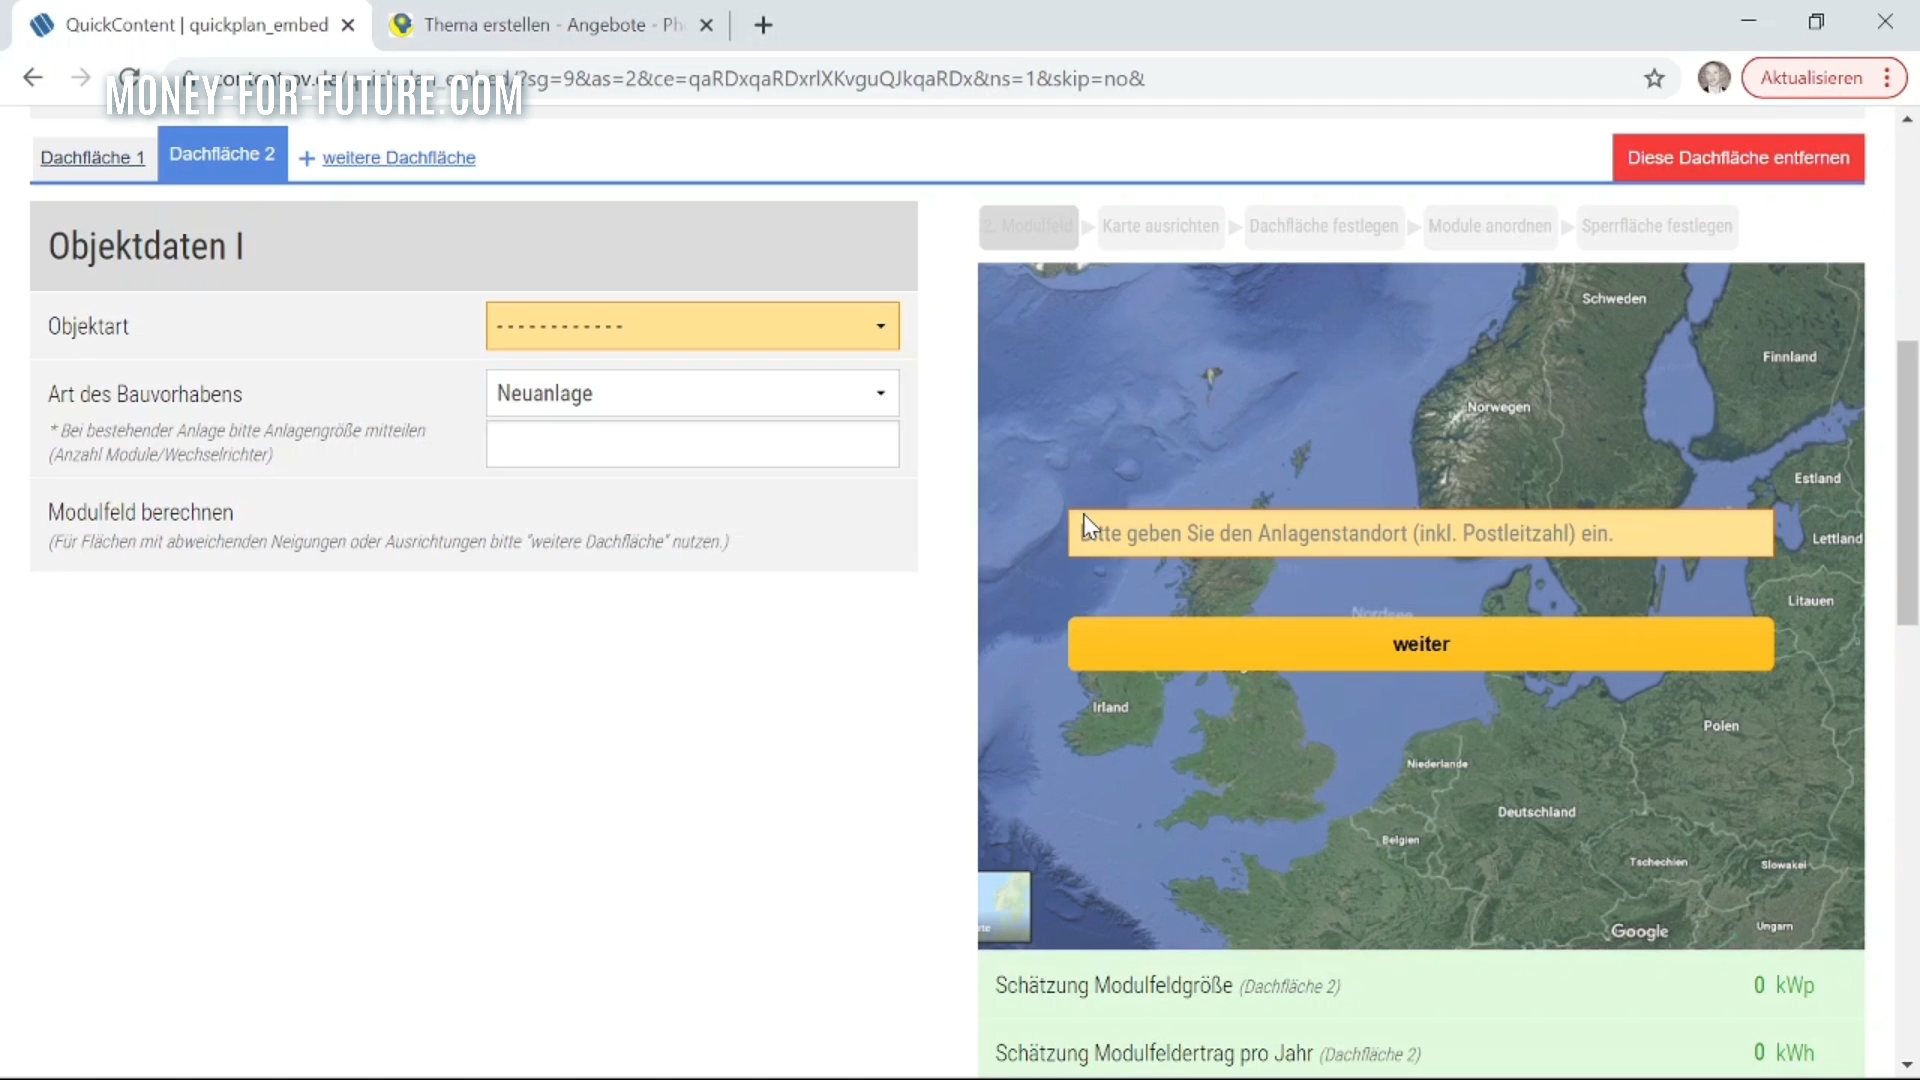 QuickContent | quickplan_embed
Thema erstellen - Angebote - Ph
?sg=9&as=2&ce=qaRDxqaRDxrlXKvguQJkqaRDx&ns=1&skip=no&
Aktualisieren
MONEY-FOR-FUTURE.COM
Dachfläche 1
Dachfläche 2
+ weitere Dachfläche
Diese Dachfläche entfernen
Objektdaten I
2. Modulfeld
Karte ausrichten
Dachfläche festlegen
Module anordnen
Sperrfläche festlegen
Objektart
- - - - - - - - - - - -
Art des Bauvorhabens
Neuanlage
* Bei bestehender Anlage bitte Anlagengröße mitteilen
(Anzahl Module/Wechselrichter)
Modulfeld berechnen
(Für Flächen mit abweichenden Neigungen oder Ausrichtungen bitte "weitere Dachfläche" nutzen.)
Schweden
Finnland
Norwegen
Estland
geben Sie den Anlagenstandort (inkl. Postleitzahl) ein.
Lettland
Litauen
Nordsee
weiter
Irland
Polen
Niederlande
Deutschland
Belgien
Tschechien
Slowakei
Ungarn
Google
Schätzung Modulfeldgröße (Dachfläche 2)
0 kWp
Schätzung Modulfeldertrag pro Jahr (Dachfläche 2)
0 kWh